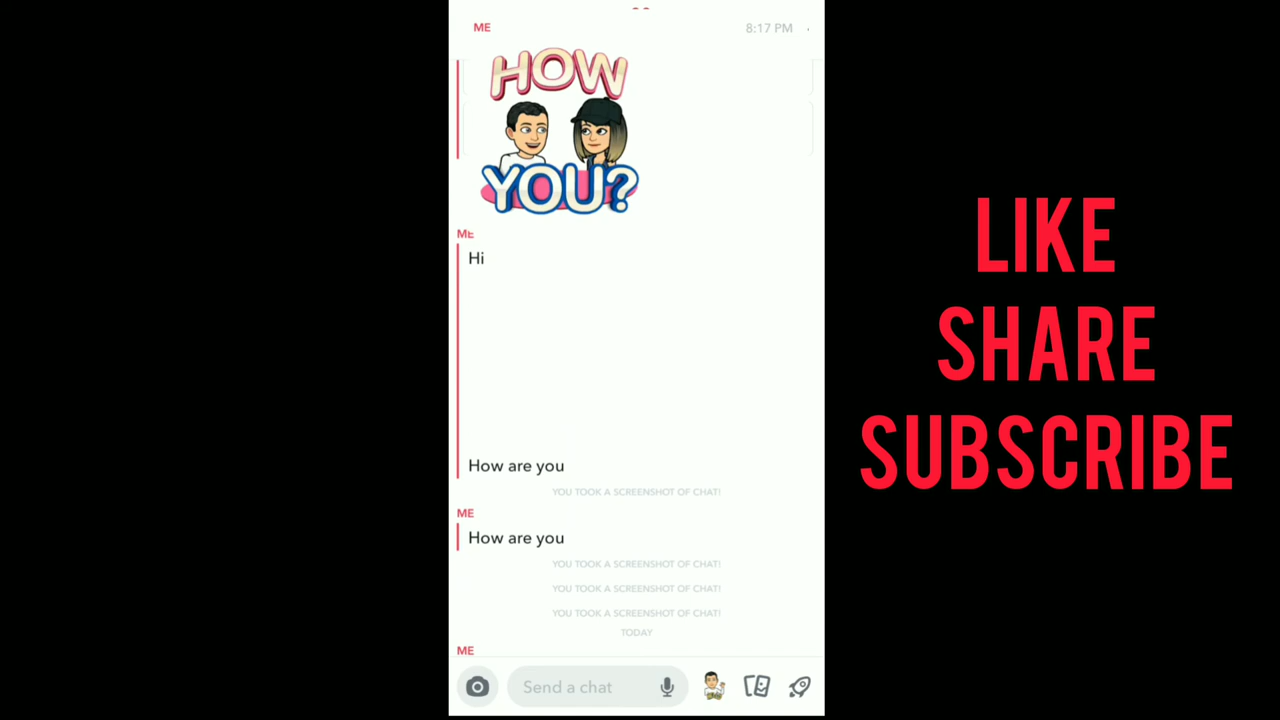 ME
8:17 PM
HOW
YOU?
ME
Hi
How are you
YOU TOOK A SCREENSHOT OF CHAT!
ME
How are you
YOU TOOK A SCREENSHOT OF CHAT!
YOU TOOK A SCREENSHOT OF CHAT!
YOU TOOK A SCREENSHOT OF CHAT!
TODAY
ME
Send a chat
LIKE
SHARE
SUBSCRIBE